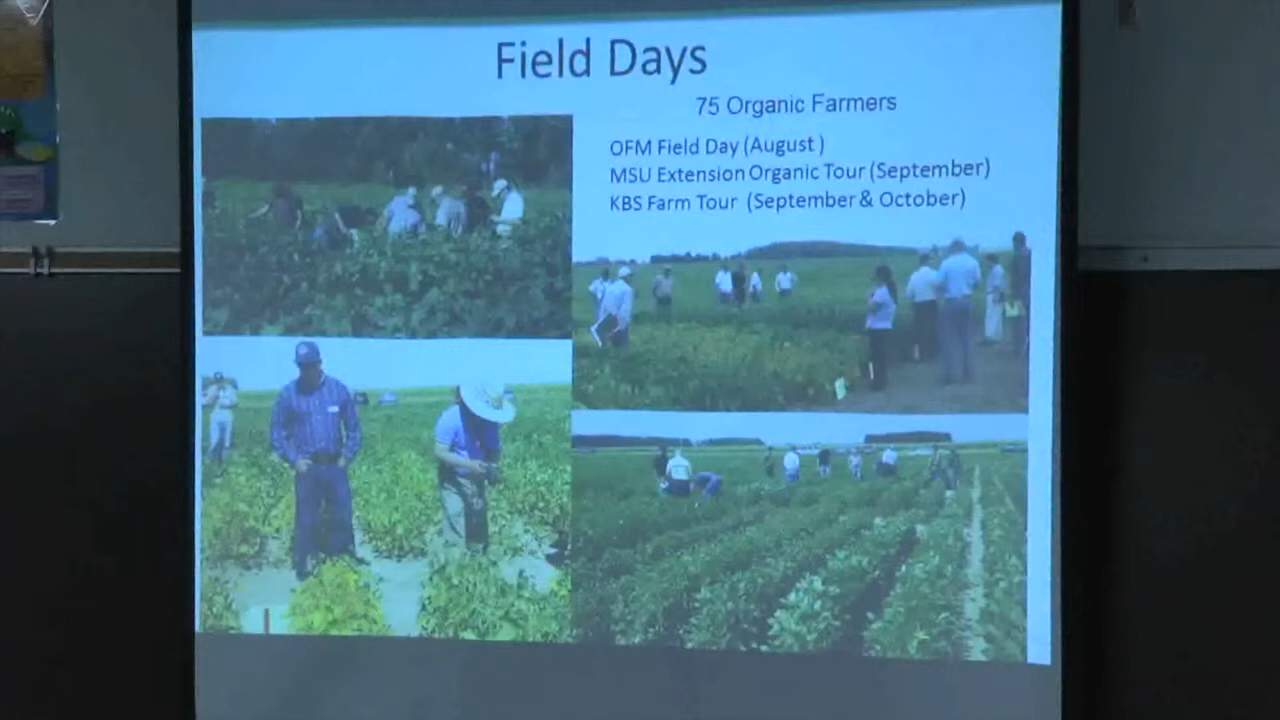 Field Days
75 Organic Farmers
OFM Field Day (August )
MSU Extension Organic Tour (September)
KBS Farm Tour (September & October)